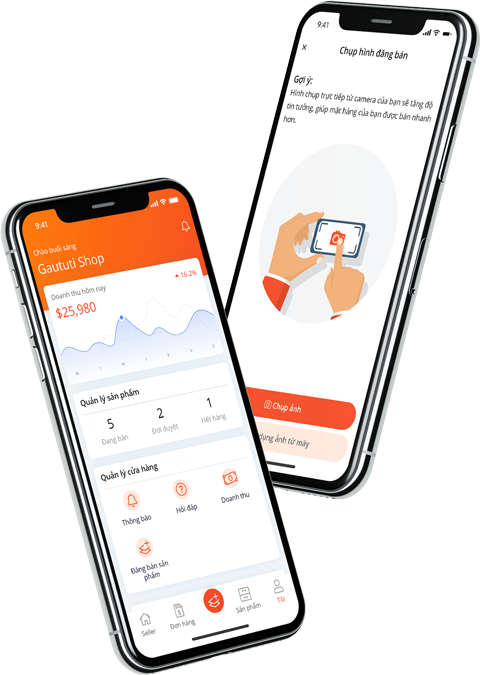 9:41
Chụp hình đăng bán
Gợi ý:
Hình chụp trực tiếp từ camera của bạn sẽ tăng độ
tin tưởng, giúp mặt hàng của bạn được bán nhanh
hơn.
Chụp ảnh
dụng ảnh từ máy
9:41
Chào buổi sáng
Gaututi Shop
Doanh thu hôm nay
16.2%
$25,980
Quản lý sản phẩm
5 2 1
Đang bán Đợi duyệt Hết hàng
Quản lý cửa hàng
Thông báo Hỏi đáp Doanh thu
Đăng bán sản
phẩm
Seller Đơn hàng Sản phẩm Tôi